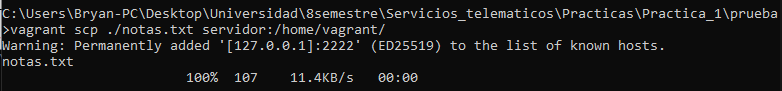 C:\Users\Bryan-PC\Desktop\Universidad\8semestre\Servicios_telematicos\Practicas\Practica_1\prueba
>vagrant scp ./notas.txt servidor:/home/vagrant/
Warning: Permanently added '[127.0.0.1]:2222' (ED25519) to the list of known hosts.
notas.txt
100%  107    11.4KB/s   00:00